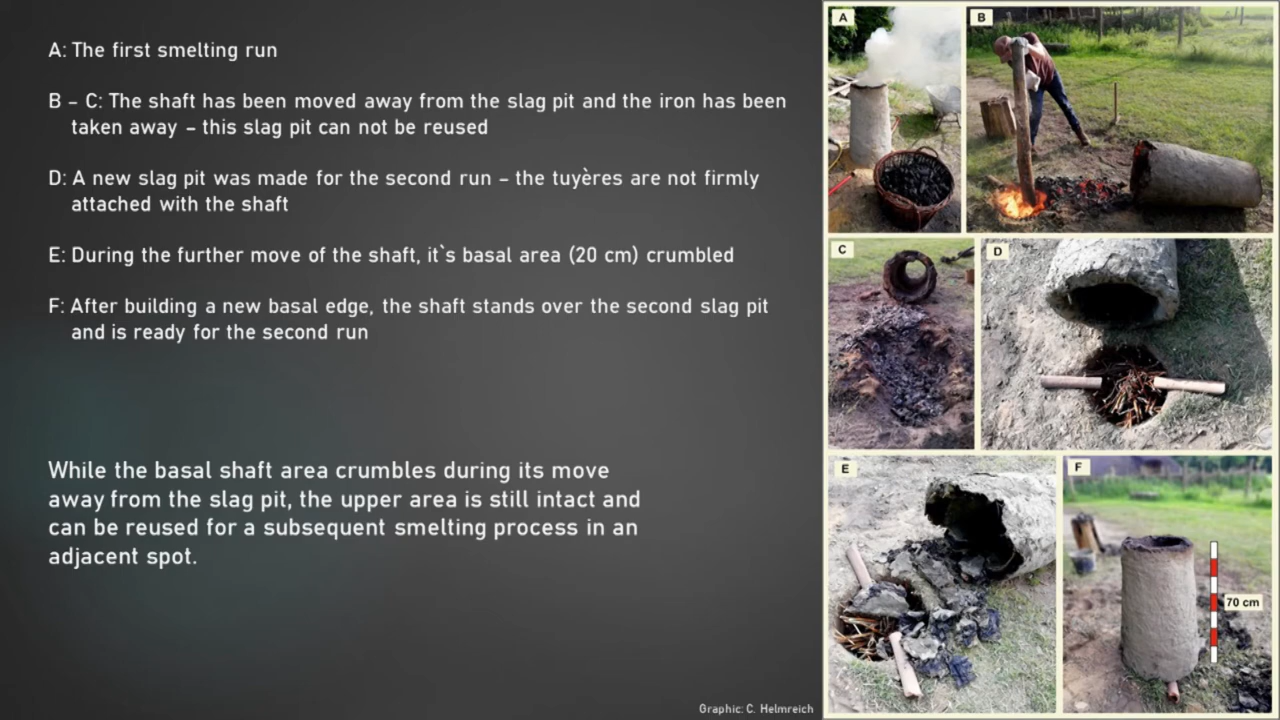 A: The first smelting run
B – C: The shaft has been moved away from the slag pit and the iron has been
taken away – this slag pit can not be reused
D: A new slag pit was made for the second run – the tuyères are not firmly
attached with the shaft
E: During the further move of the shaft, it`s basal area (20 cm) crumbled
F: After building a new basal edge, the shaft stands over the second slag pit
and is ready for the second run
While the basal shaft area crumbles during its move
away from the slag pit, the upper area is still intact and
can be reused for a subsequent smelting process in an
adjacent spot.
Graphic: C. Helmreich
A
B
C
D
E
F
70 cm